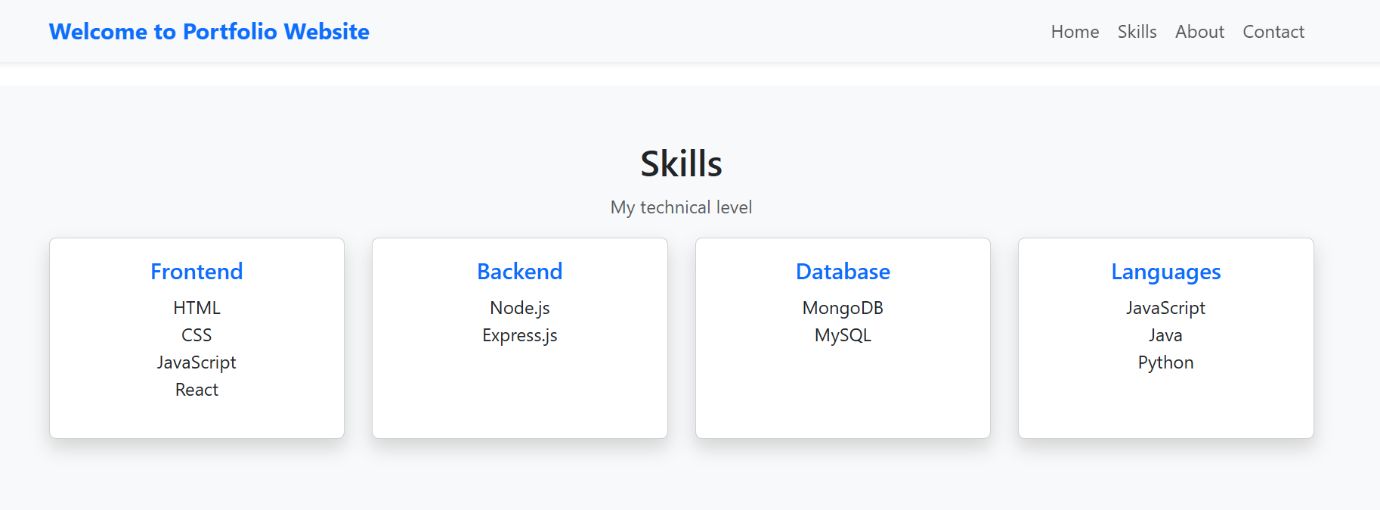 Welcome to Portfolio Website
Home Skills About Contact
Skills
My technical level
Frontend
HTML
CSS
JavaScript
React
Backend
Node.js
Express.js
Database
MongoDB
MySQL
Languages
JavaScript
Java
Python